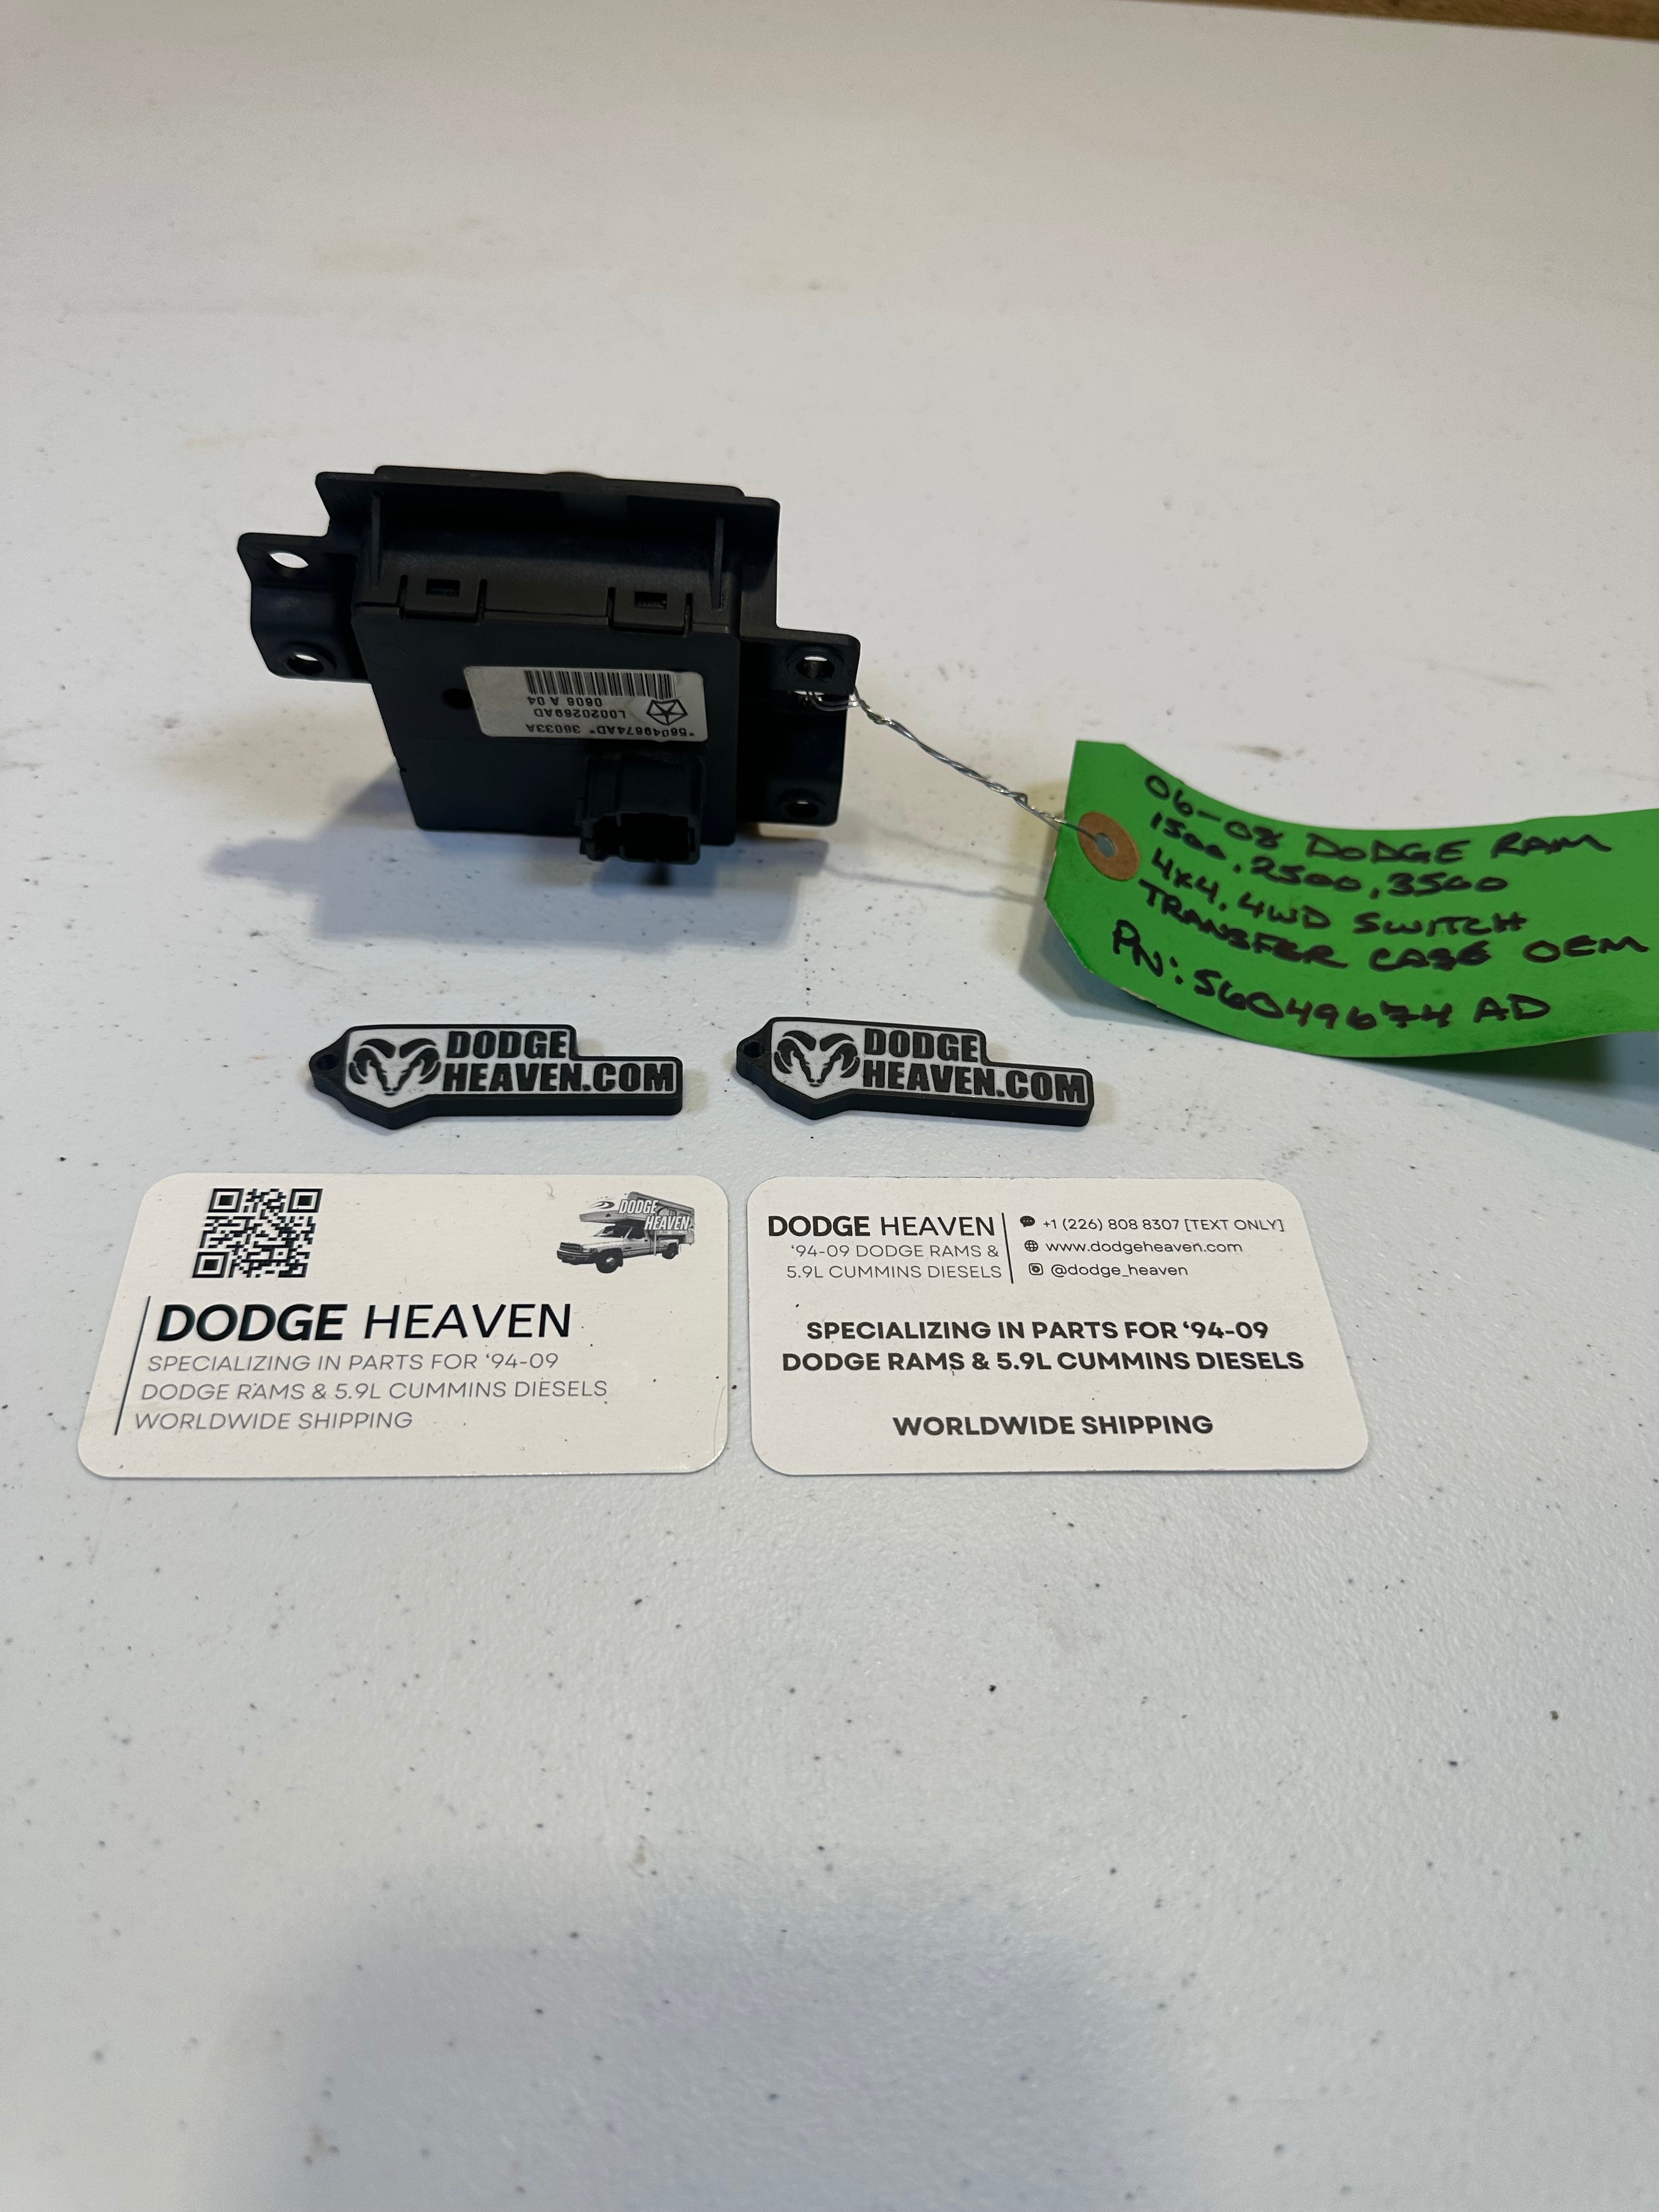 *56049674AD* 36033A
L0020269AD
0606 A 04
06-08 DODGE RAM
1500, 2500, 3500
4x4, 4WD SWITCH
TRANSFER CASE OEM
PN: 56049674 AD
DODGE
HEAVEN.COM
DODGE
HEAVEN.COM
DODGE
HEAVEN
DODGE HEAVEN
SPECIALIZING IN PARTS FOR ‘94-09
DODGE RAMS & 5.9L CUMMINS DIESELS
WORLDWIDE SHIPPING
DODGE HEAVEN
‘94-09 DODGE RAMS &
5.9L CUMMINS DIESELS
+1 (226) 808 8307 [TEXT ONLY]
www.dodgeheaven.com
@dodge_heaven
SPECIALIZING IN PARTS FOR ‘94-09
DODGE RAMS & 5.9L CUMMINS DIESELS
WORLDWIDE SHIPPING